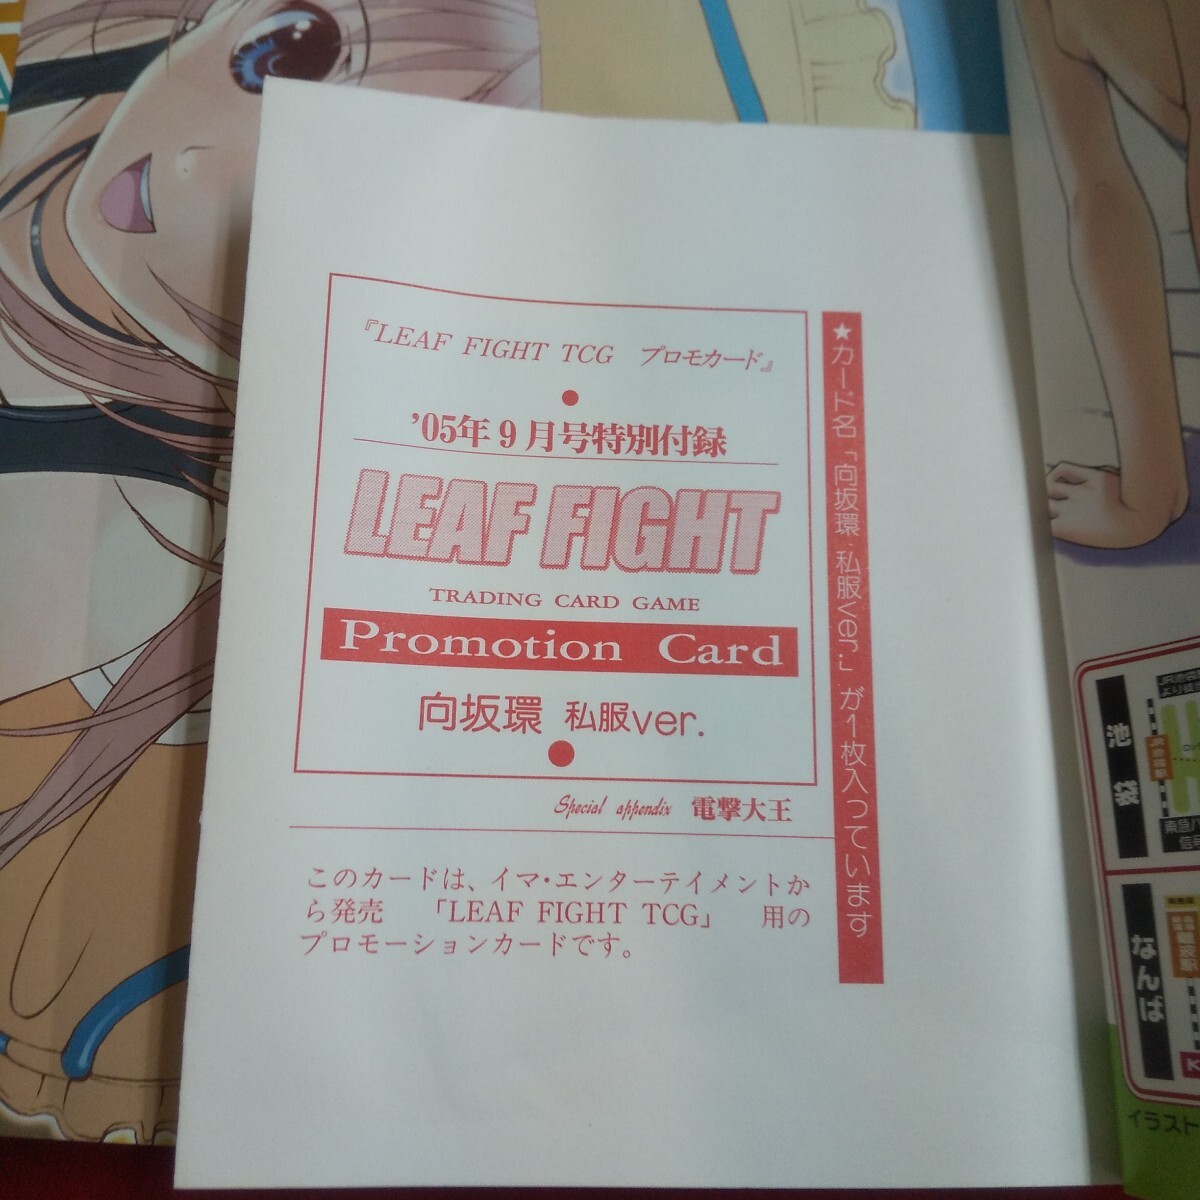 『LEAF FIGHT TCG　プロモカード』
●
’05年9月号特別付録
LEAF FIGHT
TRADING CARD GAME
Promotion Card
向坂環 私服ver.
●
Special appendix 電撃大王
★カード名「向坂環:私服ver.」が1枚入っています
このカードは、イマ・エンターテイメントか
ら発売　「LEAF FIGHT TCG」　用の
プロモーションカードです。
池袋
なんば
イラスト